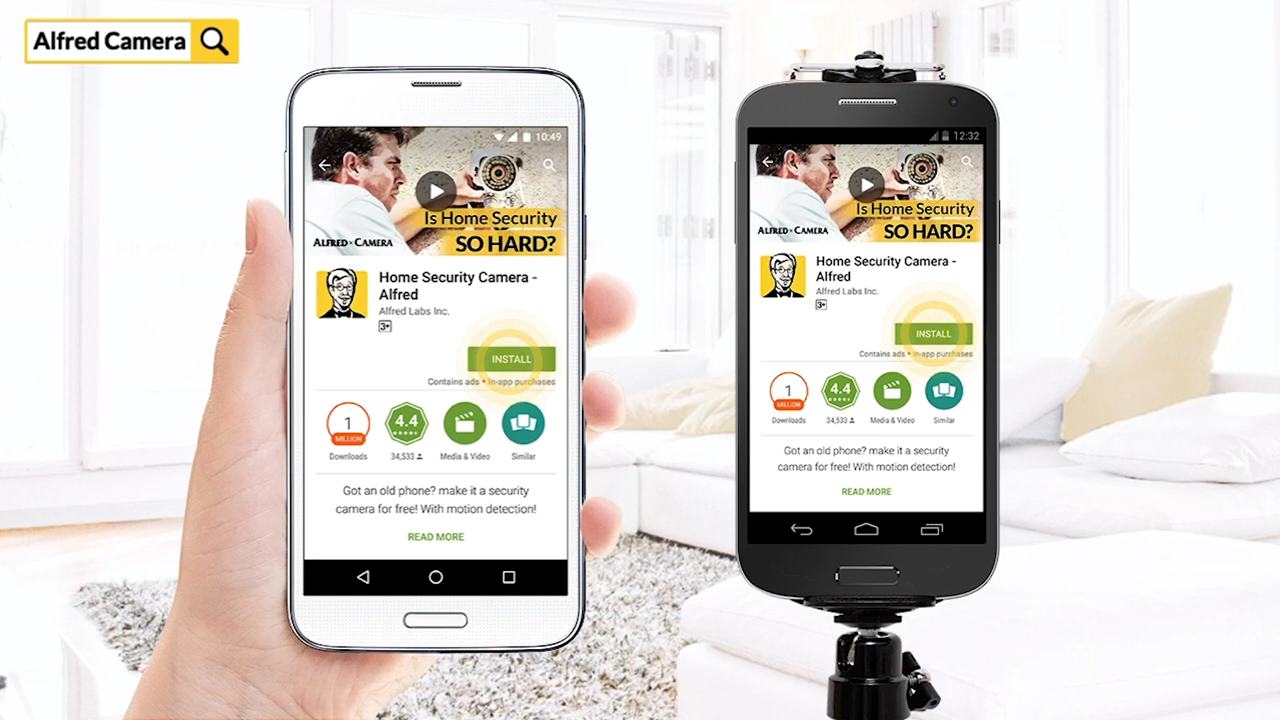 Alfred Camera
10:49
Is Home Security
ALFRED CAMERA
SO HARD?
Home Security Camera -
Alfred
Alfred Labs Inc.
3+
INSTALL
Contains ads • In-app purchases
1
MILLION
4.4
Downloads
34,533
Media & Video
Similar
Got an old phone? make it a security
camera for free! With motion detection!
READ MORE
12:32
Is Home Security
ALFRED CAMERA
SO HARD?
Home Security Camera -
Alfred
Alfred Labs Inc.
3+
INSTALL
Contains ads • In-app purchases
1
MILLION
4.4
Downloads
34,533
Media & Video
Similar
Got an old phone? make it a security
camera for free! With motion detection!
READ MORE